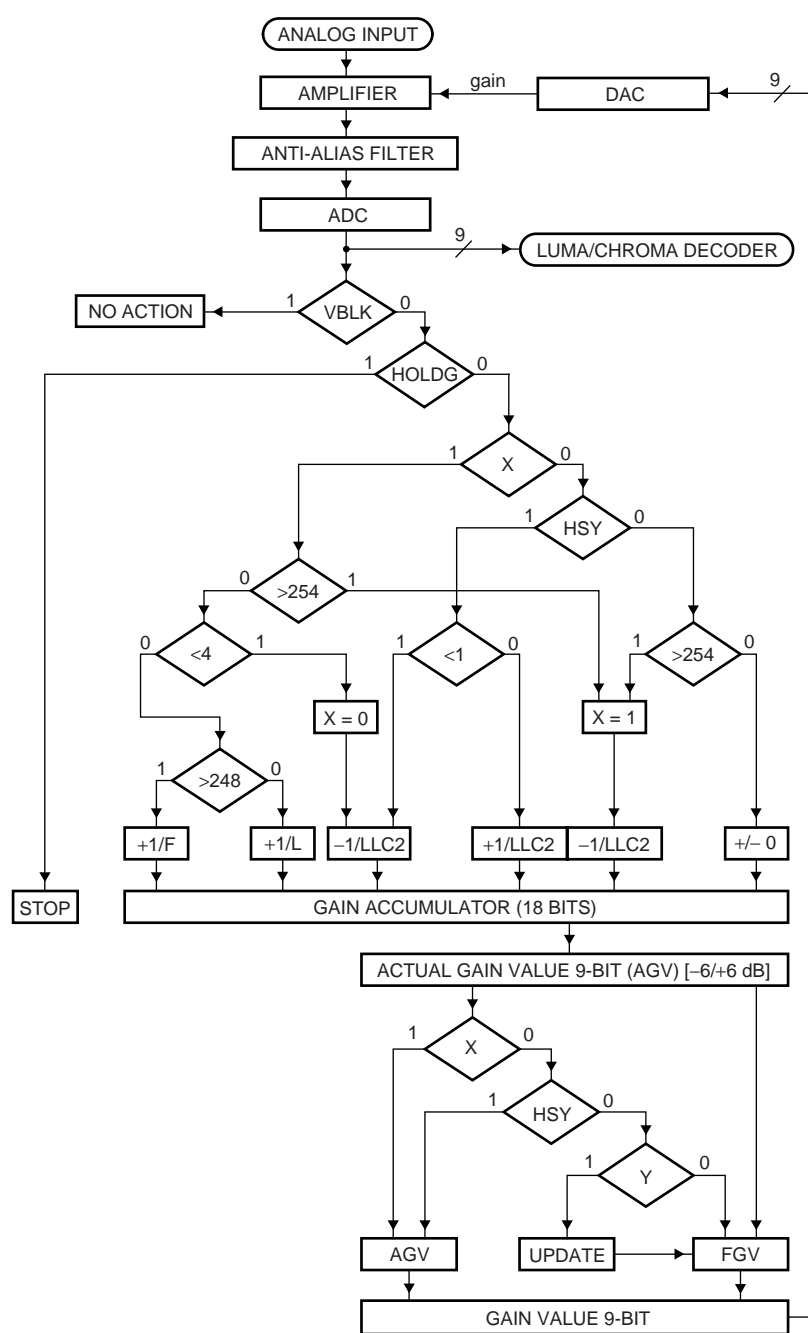 ANALOG INPUT
AMPLIFIER
gain
DAC
9
ANTI-ALIAS FILTER
ADC
9
LUMA/CHROMA DECODER
NO ACTION
1
VBLK
0
1
HOLDG
0
1
X
0
1
HSY
0
0
>254
1
0
<4
1
1
<1
0
1
>254
0
X = 0
X = 1
1
>248
0
+1/F
+1/L
−1/LLC2
+1/LLC2
−1/LLC2
+/− 0
STOP
GAIN ACCUMULATOR (18 BITS)
ACTUAL GAIN VALUE 9-BIT (AGV) [−6/+6 dB]
1
X
0
1
HSY
0
1
Y
0
AGV
UPDATE
FGV
GAIN VALUE 9-BIT